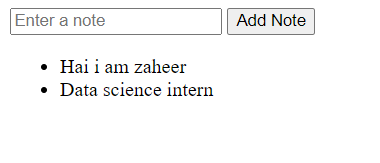 Enter a note Add Note
Hai i am zaheer
Data science intern